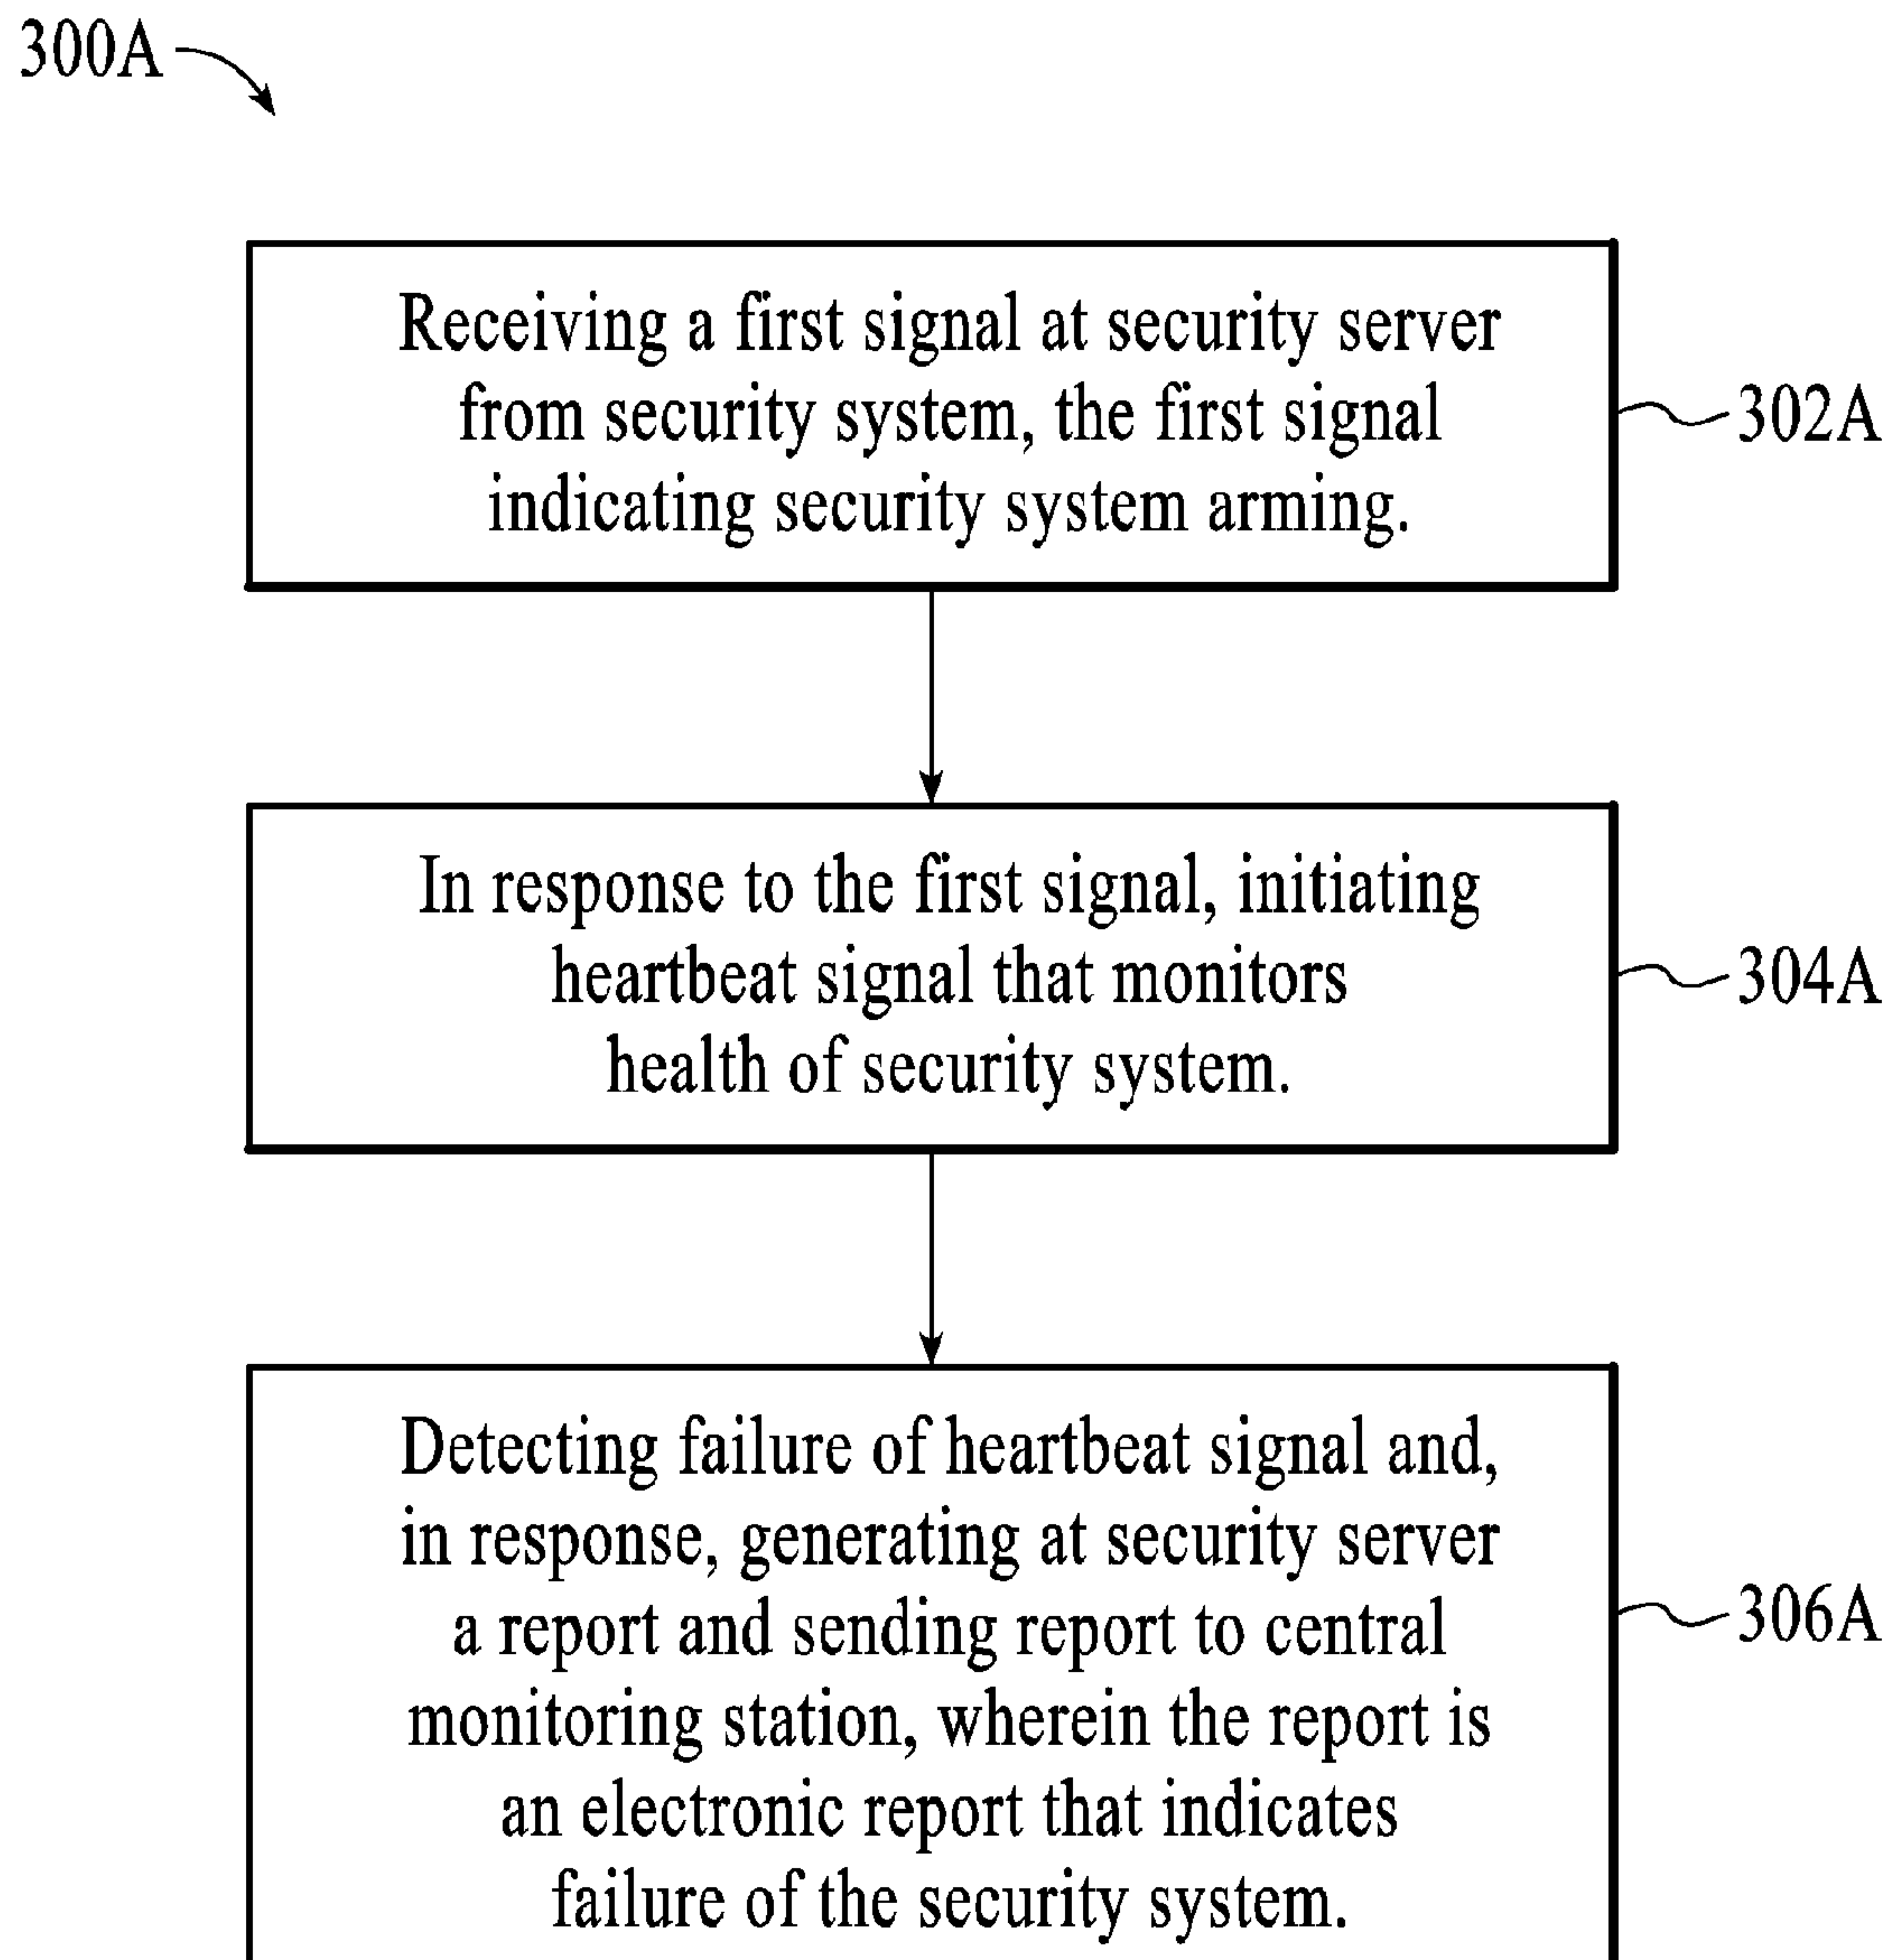 300A
Receiving a first signal at security server
from security system, the first signal
indicating security system arming.
302A
In response to the first signal, initiating
heartbeat signal that monitors
health of security system.
304A
Detecting failure of heartbeat signal and,
in response, generating at security server
a report and sending report to central
monitoring station, wherein the report is
an electronic report that indicates
failure of the security system.
306A